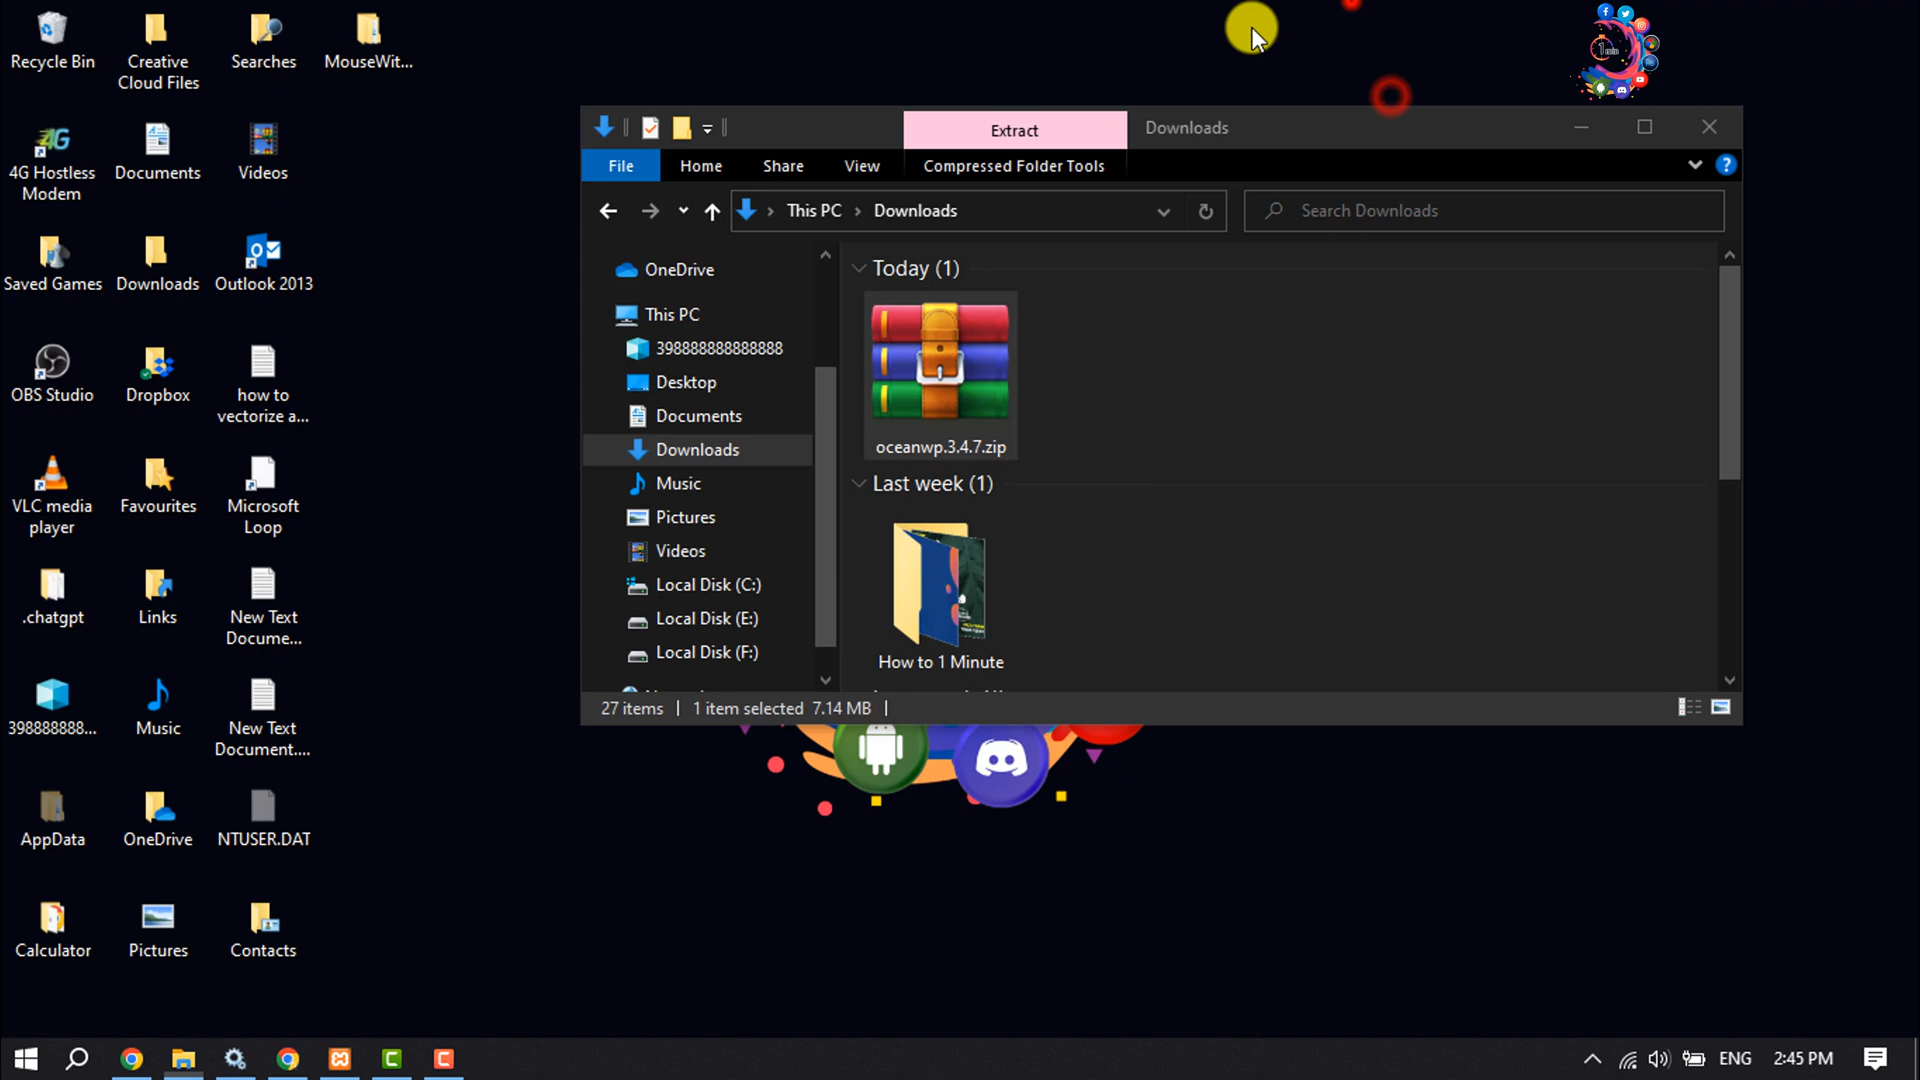 Recycle Bin
Creative
Cloud Files
Searches
MouseWit...
4G Hostless
Modem
Documents
Videos
Saved Games
Downloads
Outlook 2013
OBS Studio
Dropbox
how to
vectorize a...
VLC media
player
Favourites
Microsoft
Loop
.chatgpt
Links
New Text
Docume...
398888888...
Music
New Text
Document....
AppData
OneDrive
NTUSER.DAT
Calculator
Pictures
Contacts
1 min
Extract
Downloads
File
Home
Share
View
Compressed Folder Tools
This PC
Downloads
Search Downloads
OneDrive
This PC
398888888888888
Desktop
Documents
Downloads
Music
Pictures
Videos
Local Disk (C:)
Local Disk (E:)
Local Disk (F:)
Today (1)
oceanwp.3.4.7.zip
Last week (1)
How to 1 Minute
27 items
1 item selected 7.14 MB
ENG
2:45 PM